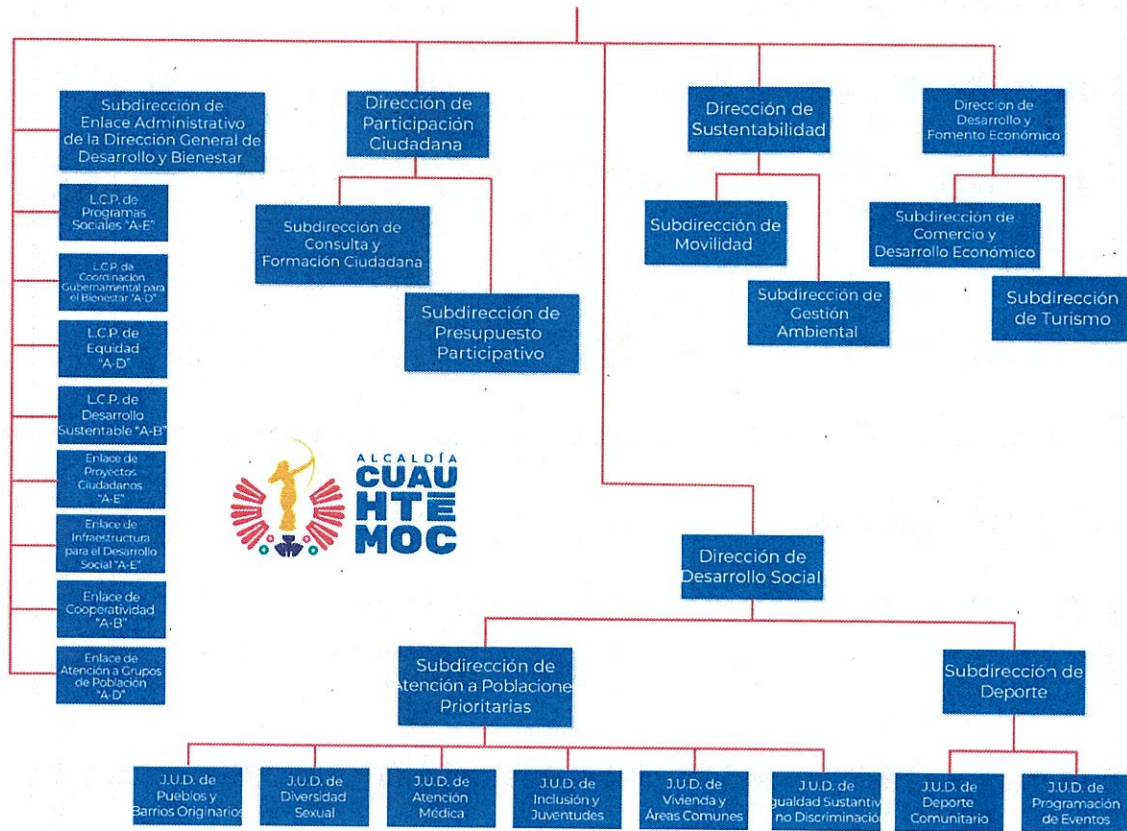 Subdirección de
Enlace Administrativo
de la Dirección General de
Desarrollo y Bienestar
Dirección de
Participación
Ciudadana
Dirección de
Sustentabilidad
Dirección de
Desarrollo y
Fomento Económico
L.C.P. de
Programas
Sociales "A-E"
L.C.P. de
Coordinación
Gubernamental para
el Bienestar "A-D"
L.C.P. de
Equidad
"A-D"
L.C.P. de
Desarrollo
Sustentable "A-B"
Enlace de
Proyectos
Ciudadanos
"A-E"
Enlace de
Infraestructura
para el Desarrollo
Social "A-E"
Enlace de
Cooperatividad
"A-B"
Enlace de
Atención a Grupos
de Población
"A-D"
Subdirección de
Consulta y
Formación Ciudadana
Subdirección de
Presupuesto
Participativo
Subdirección de
Movilidad
Subdirección de
Gestión
Ambiental
Subdirección de
Comercio y
Desarrollo Económico
Subdirección
de Turismo
ALCALDÍA
CUAU
HTE
MOC
Dirección de
Desarrollo Social
Subdirección de
Atención a Poblacione
Prioritarias
Subdirección de
Deporte
J.U.D. de
Pueblos y
Barrios Originarios
J.U.D. de
Diversidad
Sexual
J.U.D. de
Atención
Médica
J.U.D. de
Inclusión y
Juventudes
J.U.D. de
Vivienda y
Áreas Comunes
J.U.D. de
gualdad Sustantiv
no Discriminació
J.U.D. de
Deporte
Comunitario
J.U.D. de
Programación
de Eventos